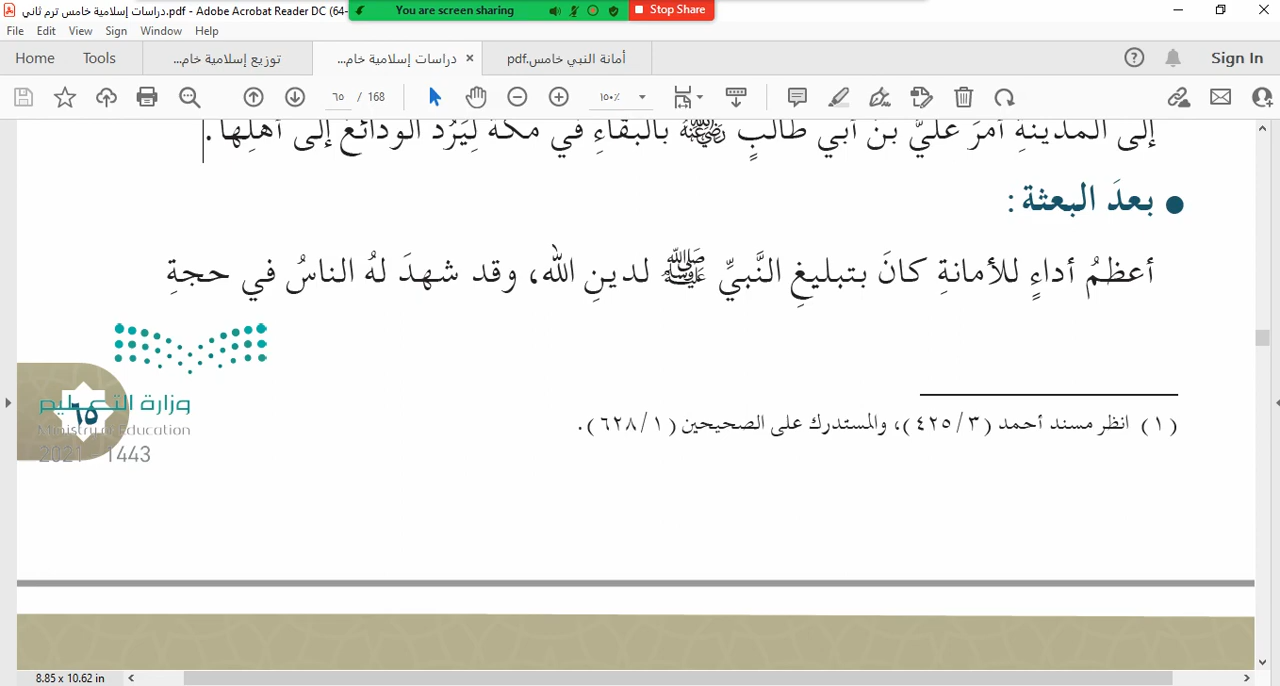 دراسات إسلامية خامس ترم ثاني.pdf - Adobe Acrobat Reader DC (64-
You are screen sharing
Stop Share
File Edit View Sign Window Help
Home Tools
توزيع إسلامية خام...
دراسات إسلامية خام...
أمانة النبي خامس.pdf
Sign In
٦٥ / 168
١٥٠٪
إلى المدينةِ أمرَ عليَّ بنَ أبي طالبٍ رضي الله عنه بالبقاءِ في مكةَ لِيَرُدَّ الودائعَ إلى أهلِها.
• بعدَ البعثة :
أعظمُ أداءٍ للأمانةِ كانَ بتبليغِ النَّبيِّ ﷺ لدينِ الله، وقد شهدَ لهُ الناسُ في حجةِ
وزارة التعليم
٦٥
Ministry of Education
2021 - 1443
(١) انظر مسند أحمد (٤٢٥/٣)، والمستدرك على الصحيحين (٦٢٨/١).
8.85 x 10.62 in